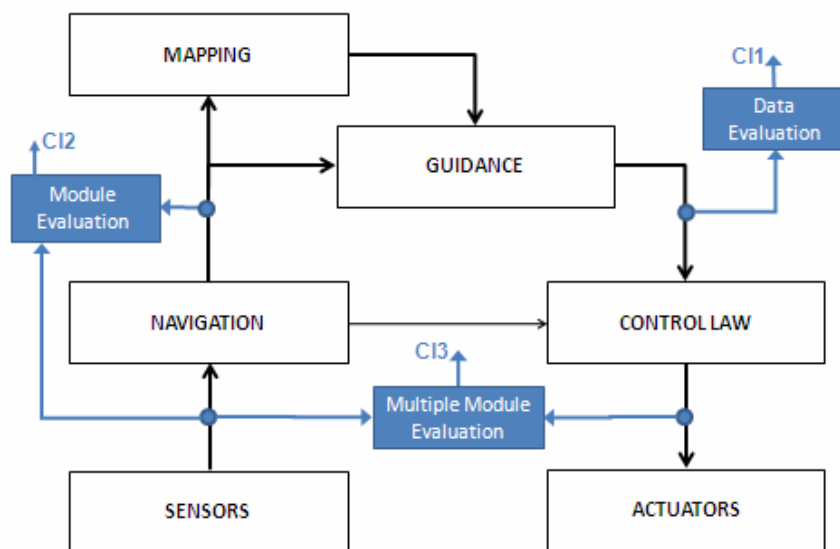 MAPPING
CI1
Data
Evaluation
CI2
GUIDANCE
Module
Evaluation
NAVIGATION
CONTROL LAW
CI3
Multiple Module
Evaluation
SENSORS
ACTUATORS